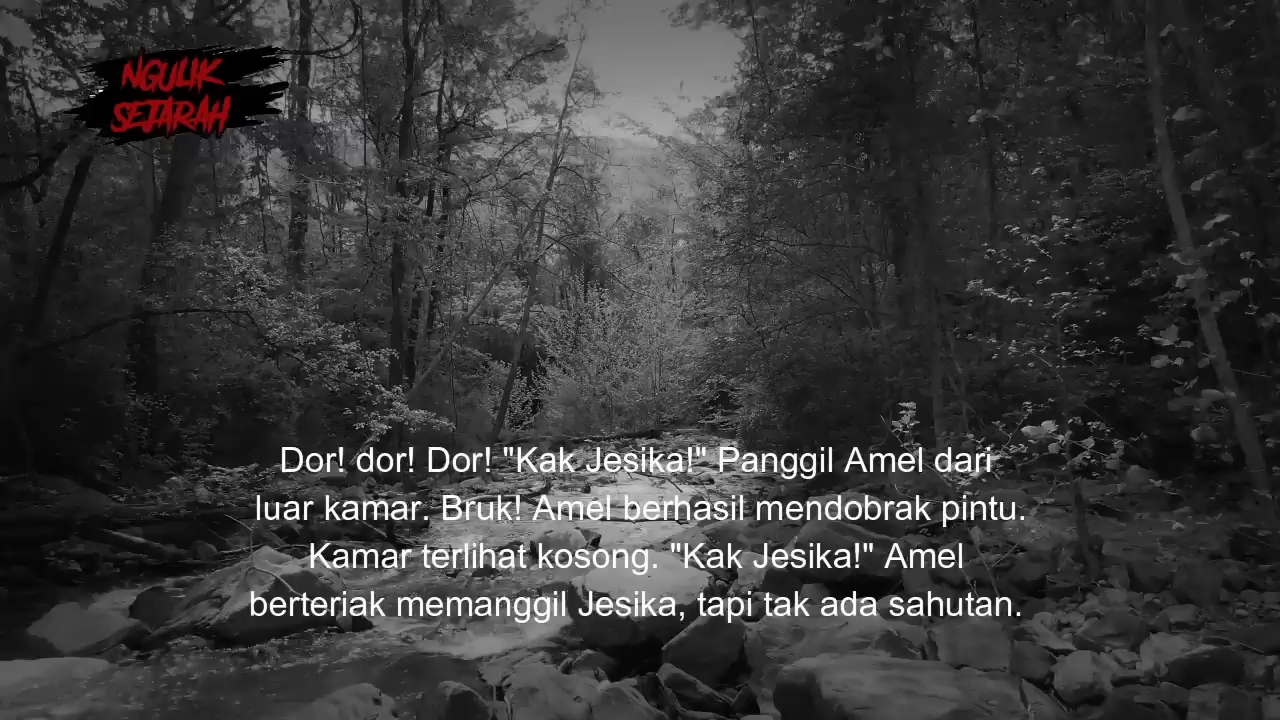 NGULIK
SEJARAH
Dor! dor! Dor! "Kak Jesika!" Panggil Amel dari
luar kamar. Bruk! Amel berhasil mendobrak pintu.
Kamar terlihat kosong. "Kak Jesika!" Amel
berteriak memanggil Jesika, tapi tak ada sahutan.